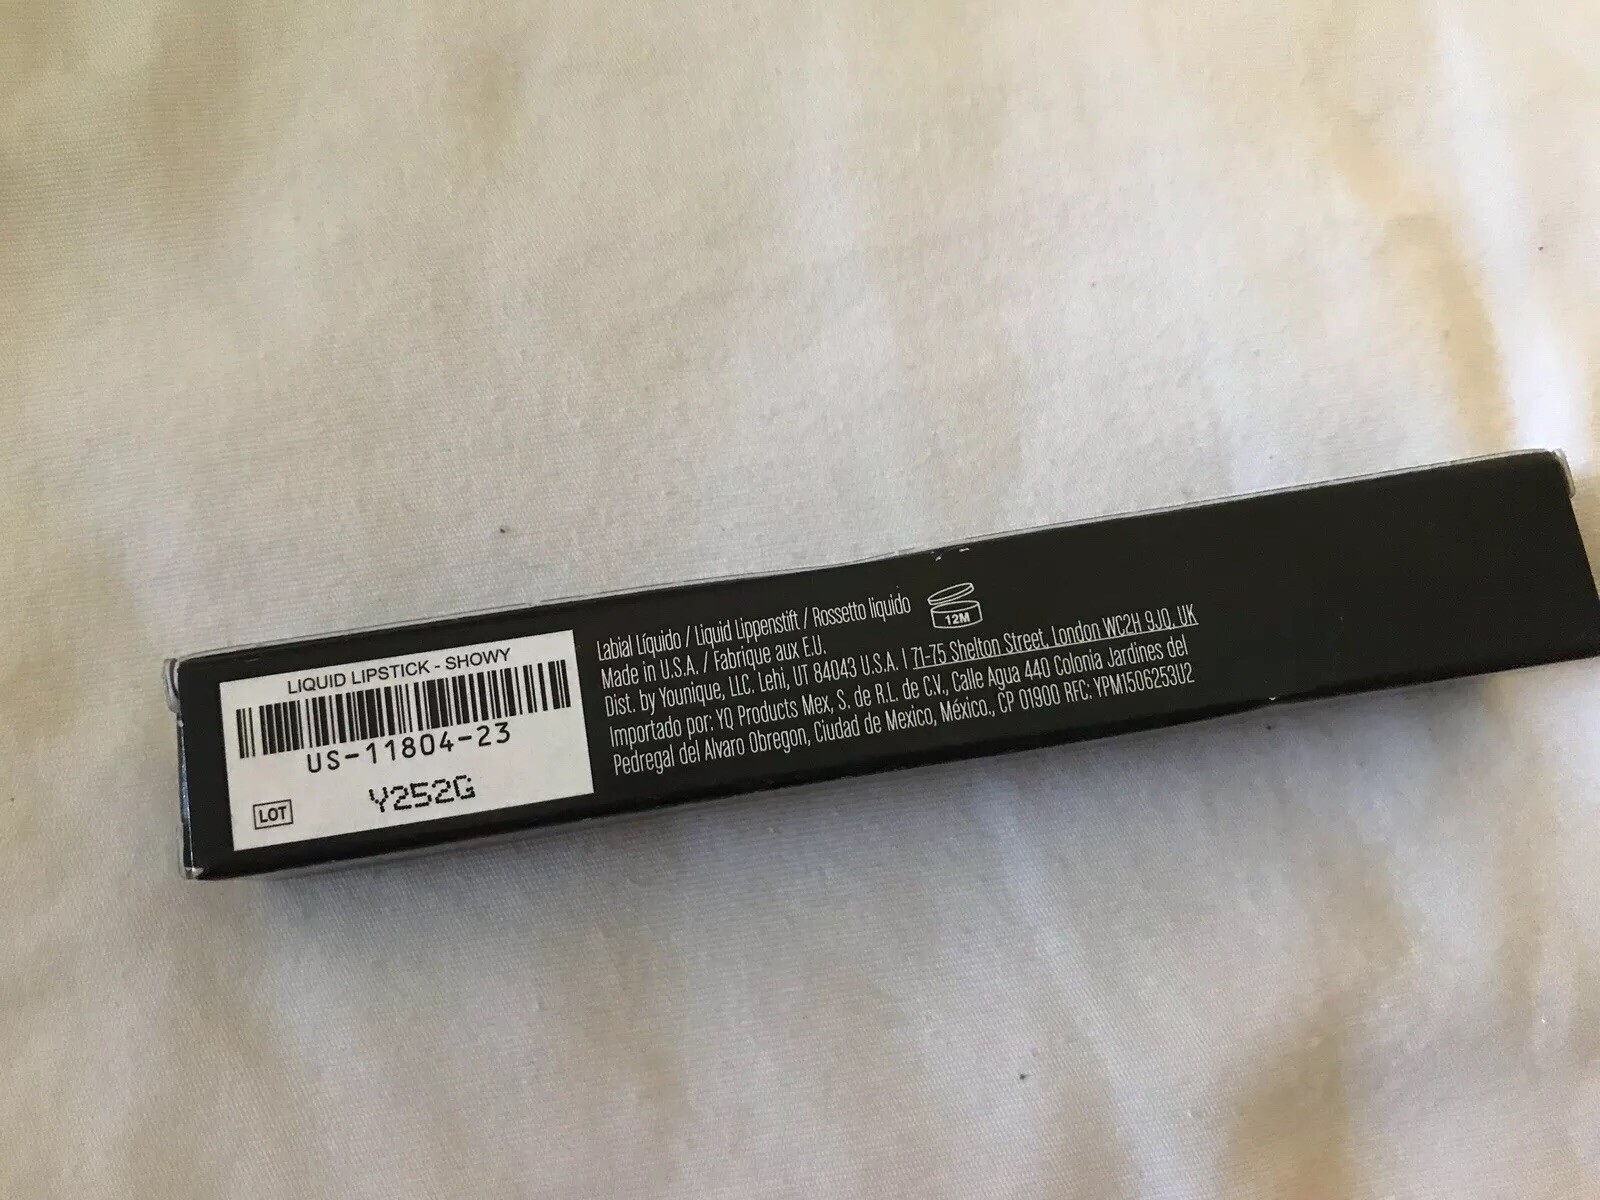 LIQUID LIPSTICK - SHOWY
US-11804-23
LOT
Y252G
Labial Líquido / Liquid Lippenstift / Rossetto liquido
12M
Made in U.S.A. / Fabrique aux E.U.
Dist. by Younique, LLC. Lehi, UT 84043 U.S.A. | 71-75 Shelton Street, London WC2H 9JQ, UK
Importado por: YQ Products Mex, S. de R.L. de C.V., Calle Agua 440 Colonia Jardines del
Pedregal del Alvaro Obregon, Ciudad de Mexico, México., CP 01900 RFC: YPM1506253U2